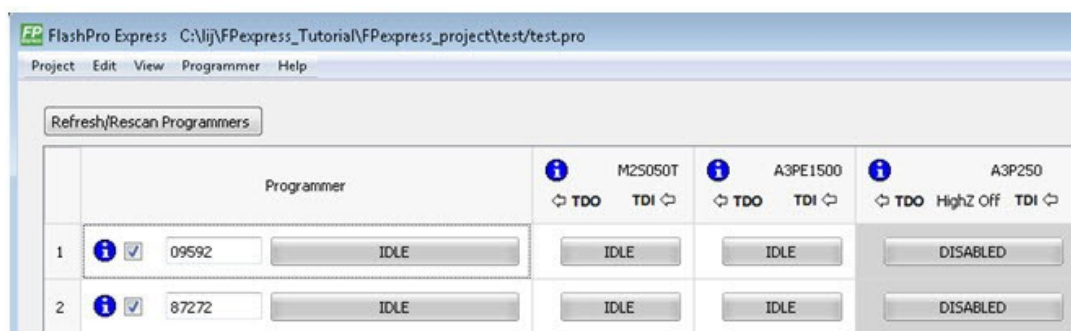 FP FlashPro Express C:\lij\FPexpress_Tutorial\FPexpress_project\test/test.pro
Project Edit View Programmer Help
Refresh/Rescan Programmers
Programmer
M2S050T
TDO TDI
A3PE1500
TDO TDI
A3P250
TDO HighZ Off TDI
1 09592 IDLE IDLE IDLE DISABLED
2 87272 IDLE IDLE IDLE DISABLED